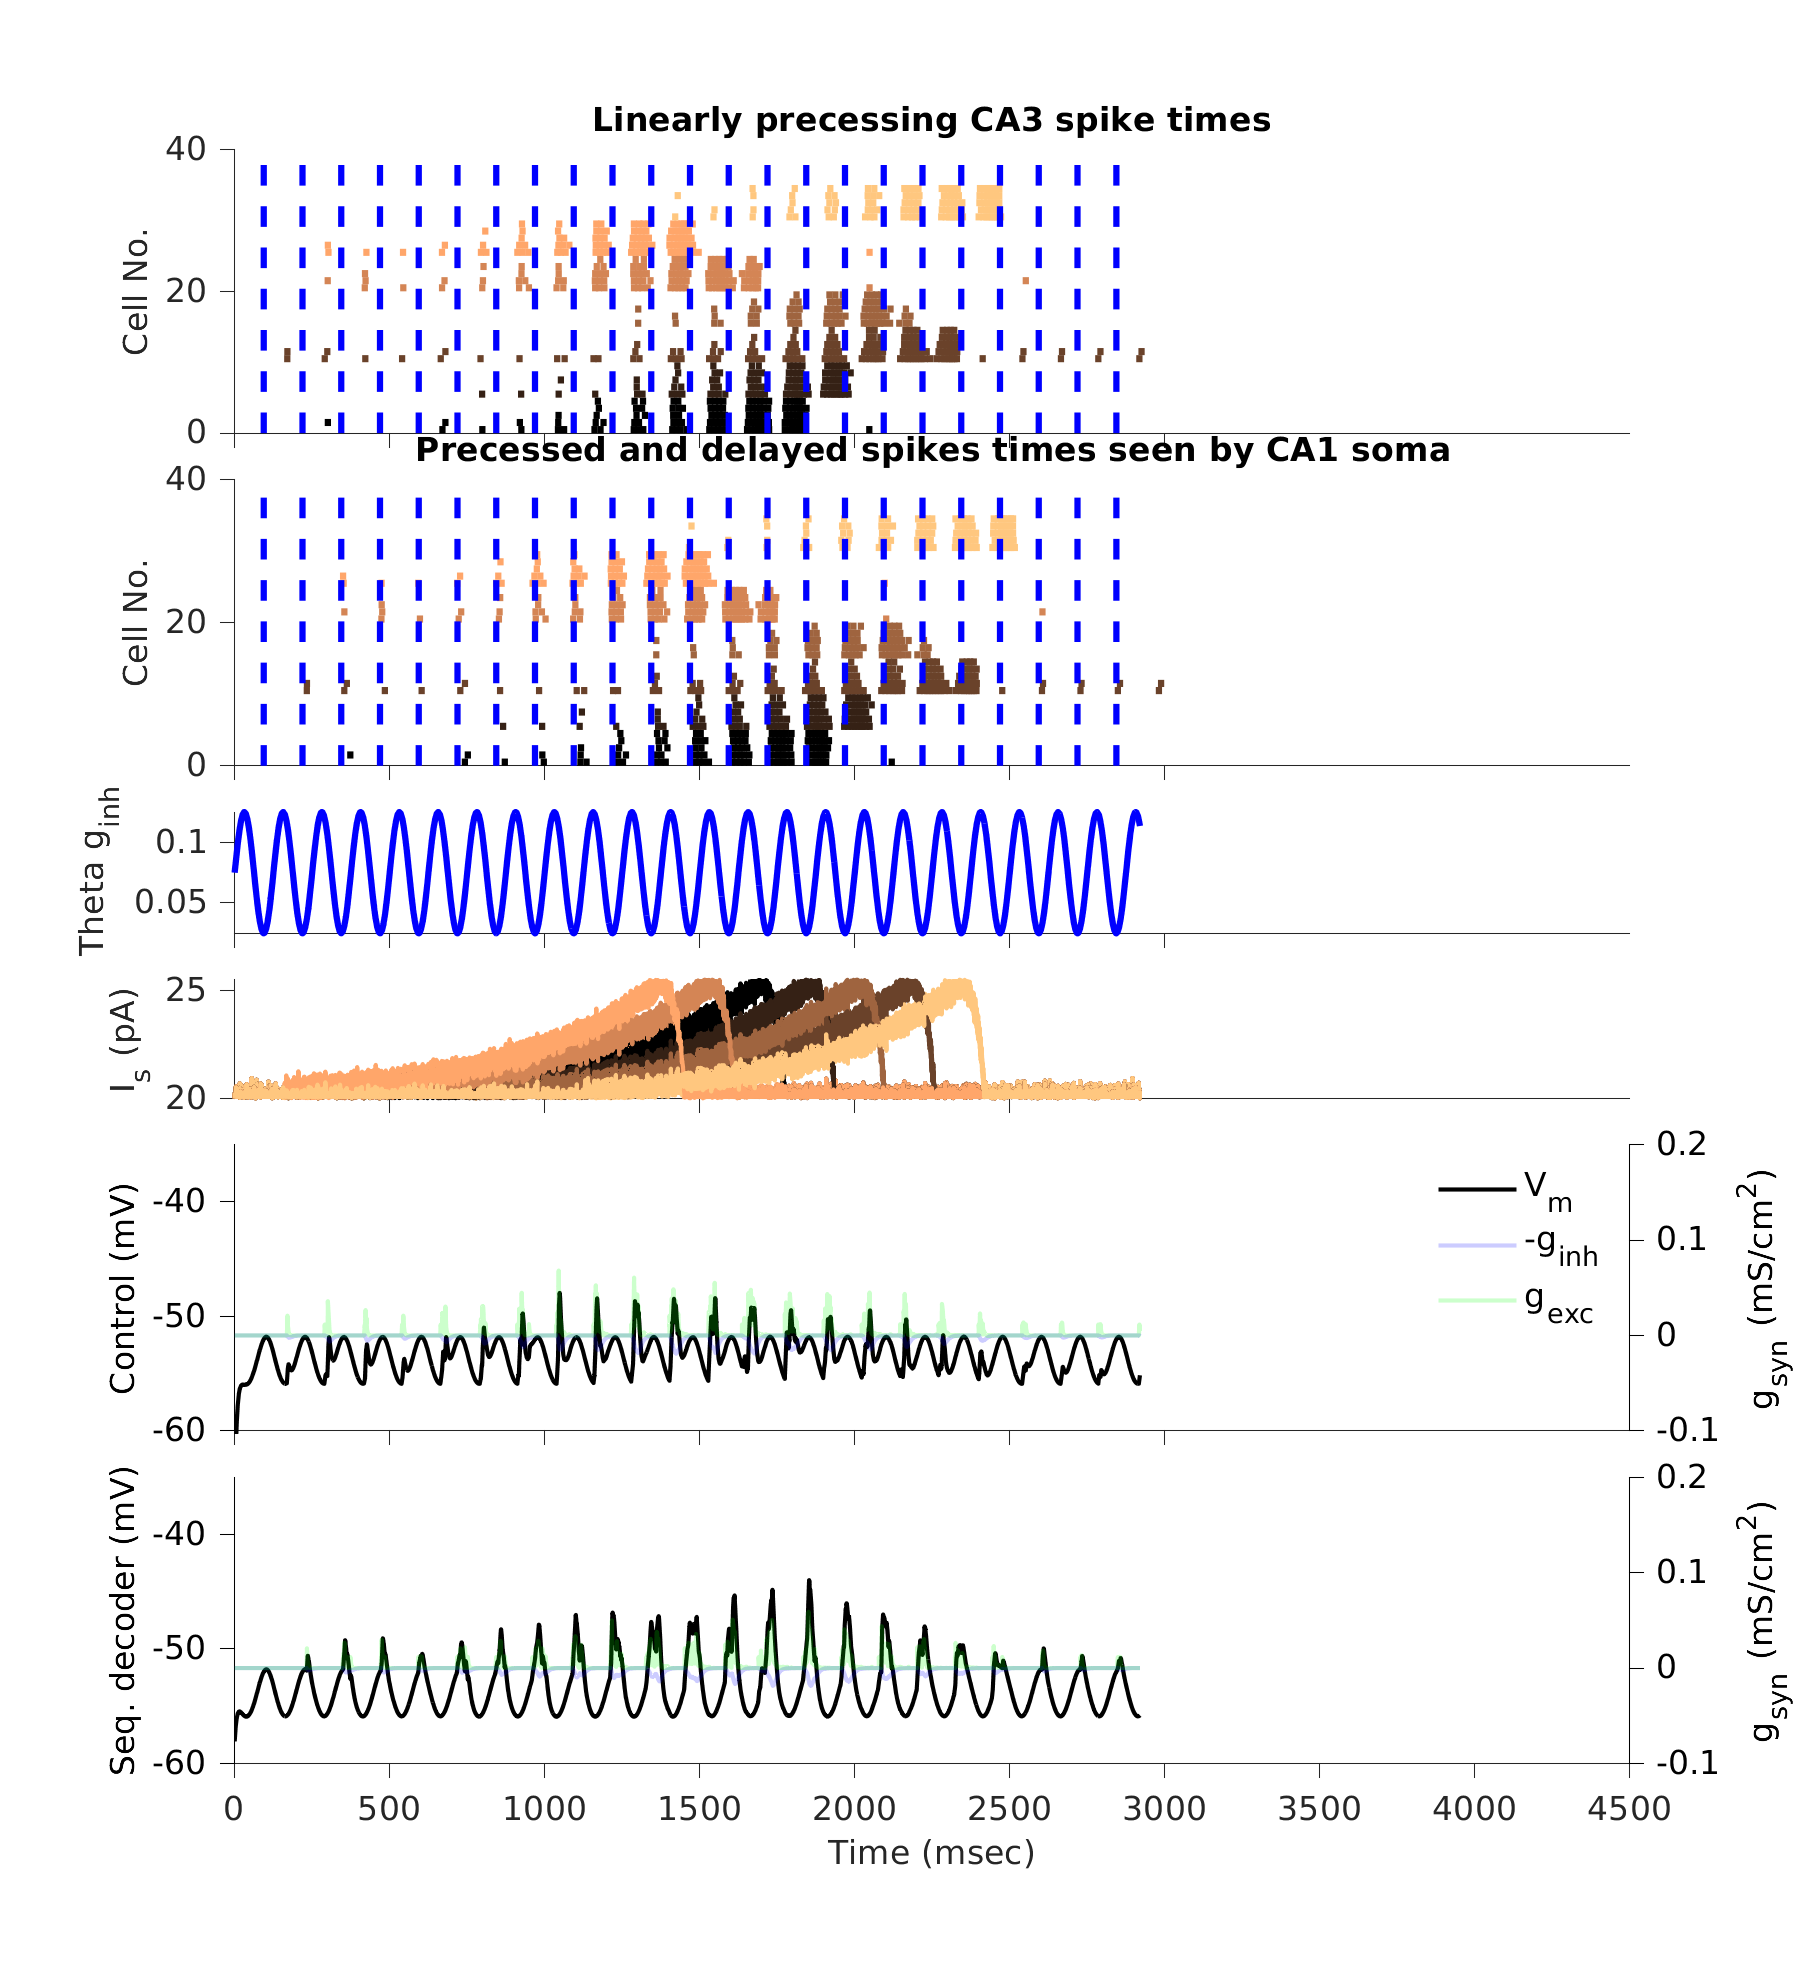 Linearly precessing CA3 spike times
40
20
0
Cell No.
Precessed and delayed spikes times seen by CA1 soma
40
20
0
Cell No.
0.1
0.05
Theta g_inh
25
20
I_s (pA)
-40
-50
-60
Control (mV)
V_m
-g_inh
g_exc
0.2
0.1
0
-0.1
g_syn (mS/cm^2)
-40
-50
-60
Seq. decoder (mV)
0.2
0.1
0
-0.1
g_syn (mS/cm^2)
0 500 1000 1500 2000 2500 3000 3500 4000 4500
Time (msec)